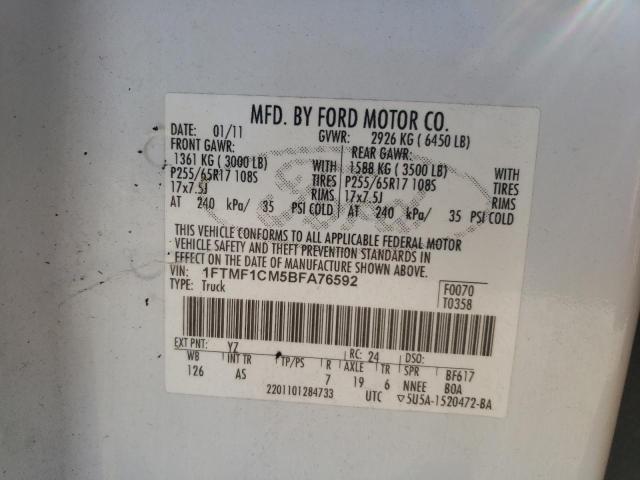 MFD. BY FORD MOTOR CO.
DATE: 01/11 GVWR: 2926 KG (6450 LB)
FRONT GAWR: REAR GAWR:
1361 KG (3000 LB) WITH 1588 KG (3500 LB) WITH
P255/65R17 108S TIRES P255/65R17 108S TIRES
17x7.5J RIMS 17x7.5J RIMS
AT 240 kPa/ 35 PSI COLD AT 240 kPa/ 35 PSI COLD
THIS VEHICLE CONFORMS TO ALL APPLICABLE FEDERAL MOTOR
VEHICLE SAFETY AND THEFT PREVENTION STANDARDS IN
EFFECT ON THE DATE OF MANUFACTURE SHOWN ABOVE.
VIN: 1FTMF1CM5BFA76592 F0070
TYPE: Truck T0358
EXT PNT: YZ RC: 24 DSO:
WB INT TR TP/PS R AXLE TR SPR BF617
126 AS 7 19 6 NNEE BOA
2201101284733 UTC ▽5U5A-1520472-BA